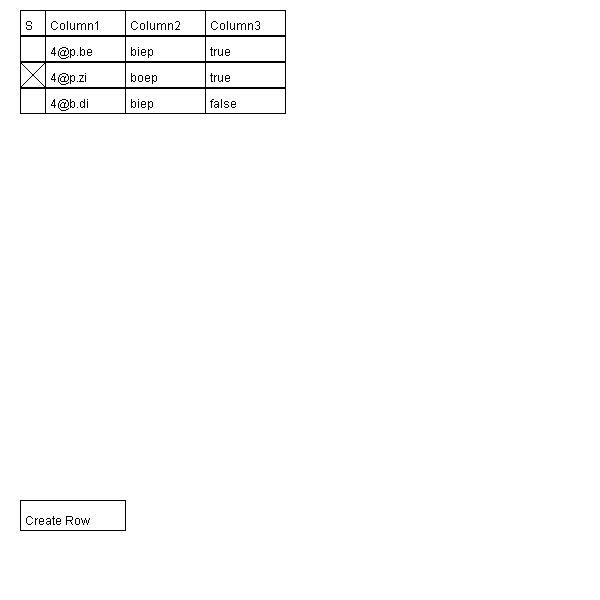 S Column1 Column2 Column3
4@p.be biep true
4@p.zi boep true
4@b.di biep false
Create Row